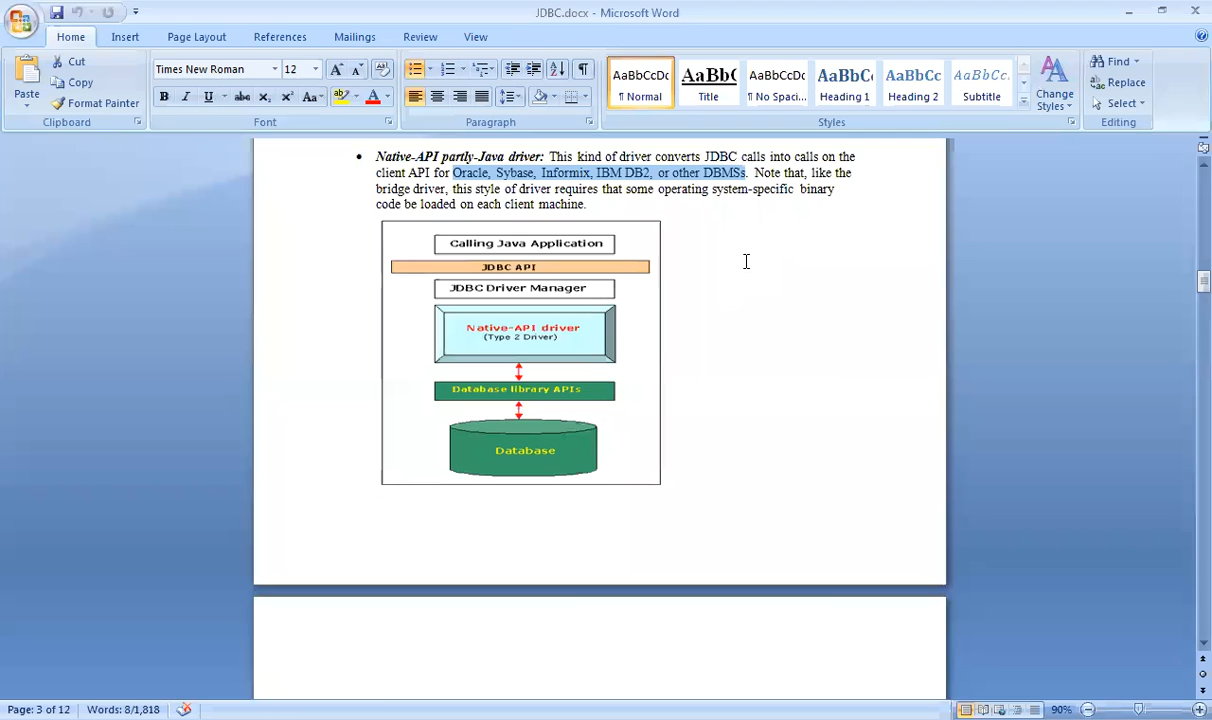 JDBC.docx - Microsoft Word
Home Insert Page Layout References Mailings Review View
Paste
Cut
Copy
Format Painter
Clipboard
Times New Roman 12
B I U abc X₂ X² Aa
Font
Paragraph
AaBbCcDc AaBbC AaBbCcDc AaBbCc AaBbCc AaBbCc.
¶ Normal Title ¶ No Spaci... Heading 1 Heading 2 Subtitle
Change
Styles
Styles
Find
Replace
Select
Editing
• Native-API partly-Java driver: This kind of driver converts JDBC calls into calls on the
client API for Oracle, Sybase, Informix, IBM DB2, or other DBMSs. Note that, like the
bridge driver, this style of driver requires that some operating system-specific binary
code be loaded on each client machine.
Calling Java Application
JDBC API
JDBC Driver Manager
Native-API driver
(Type 2 Driver)
Database library APIs
Database
Page: 3 of 12 Words: 8/1,818 90%